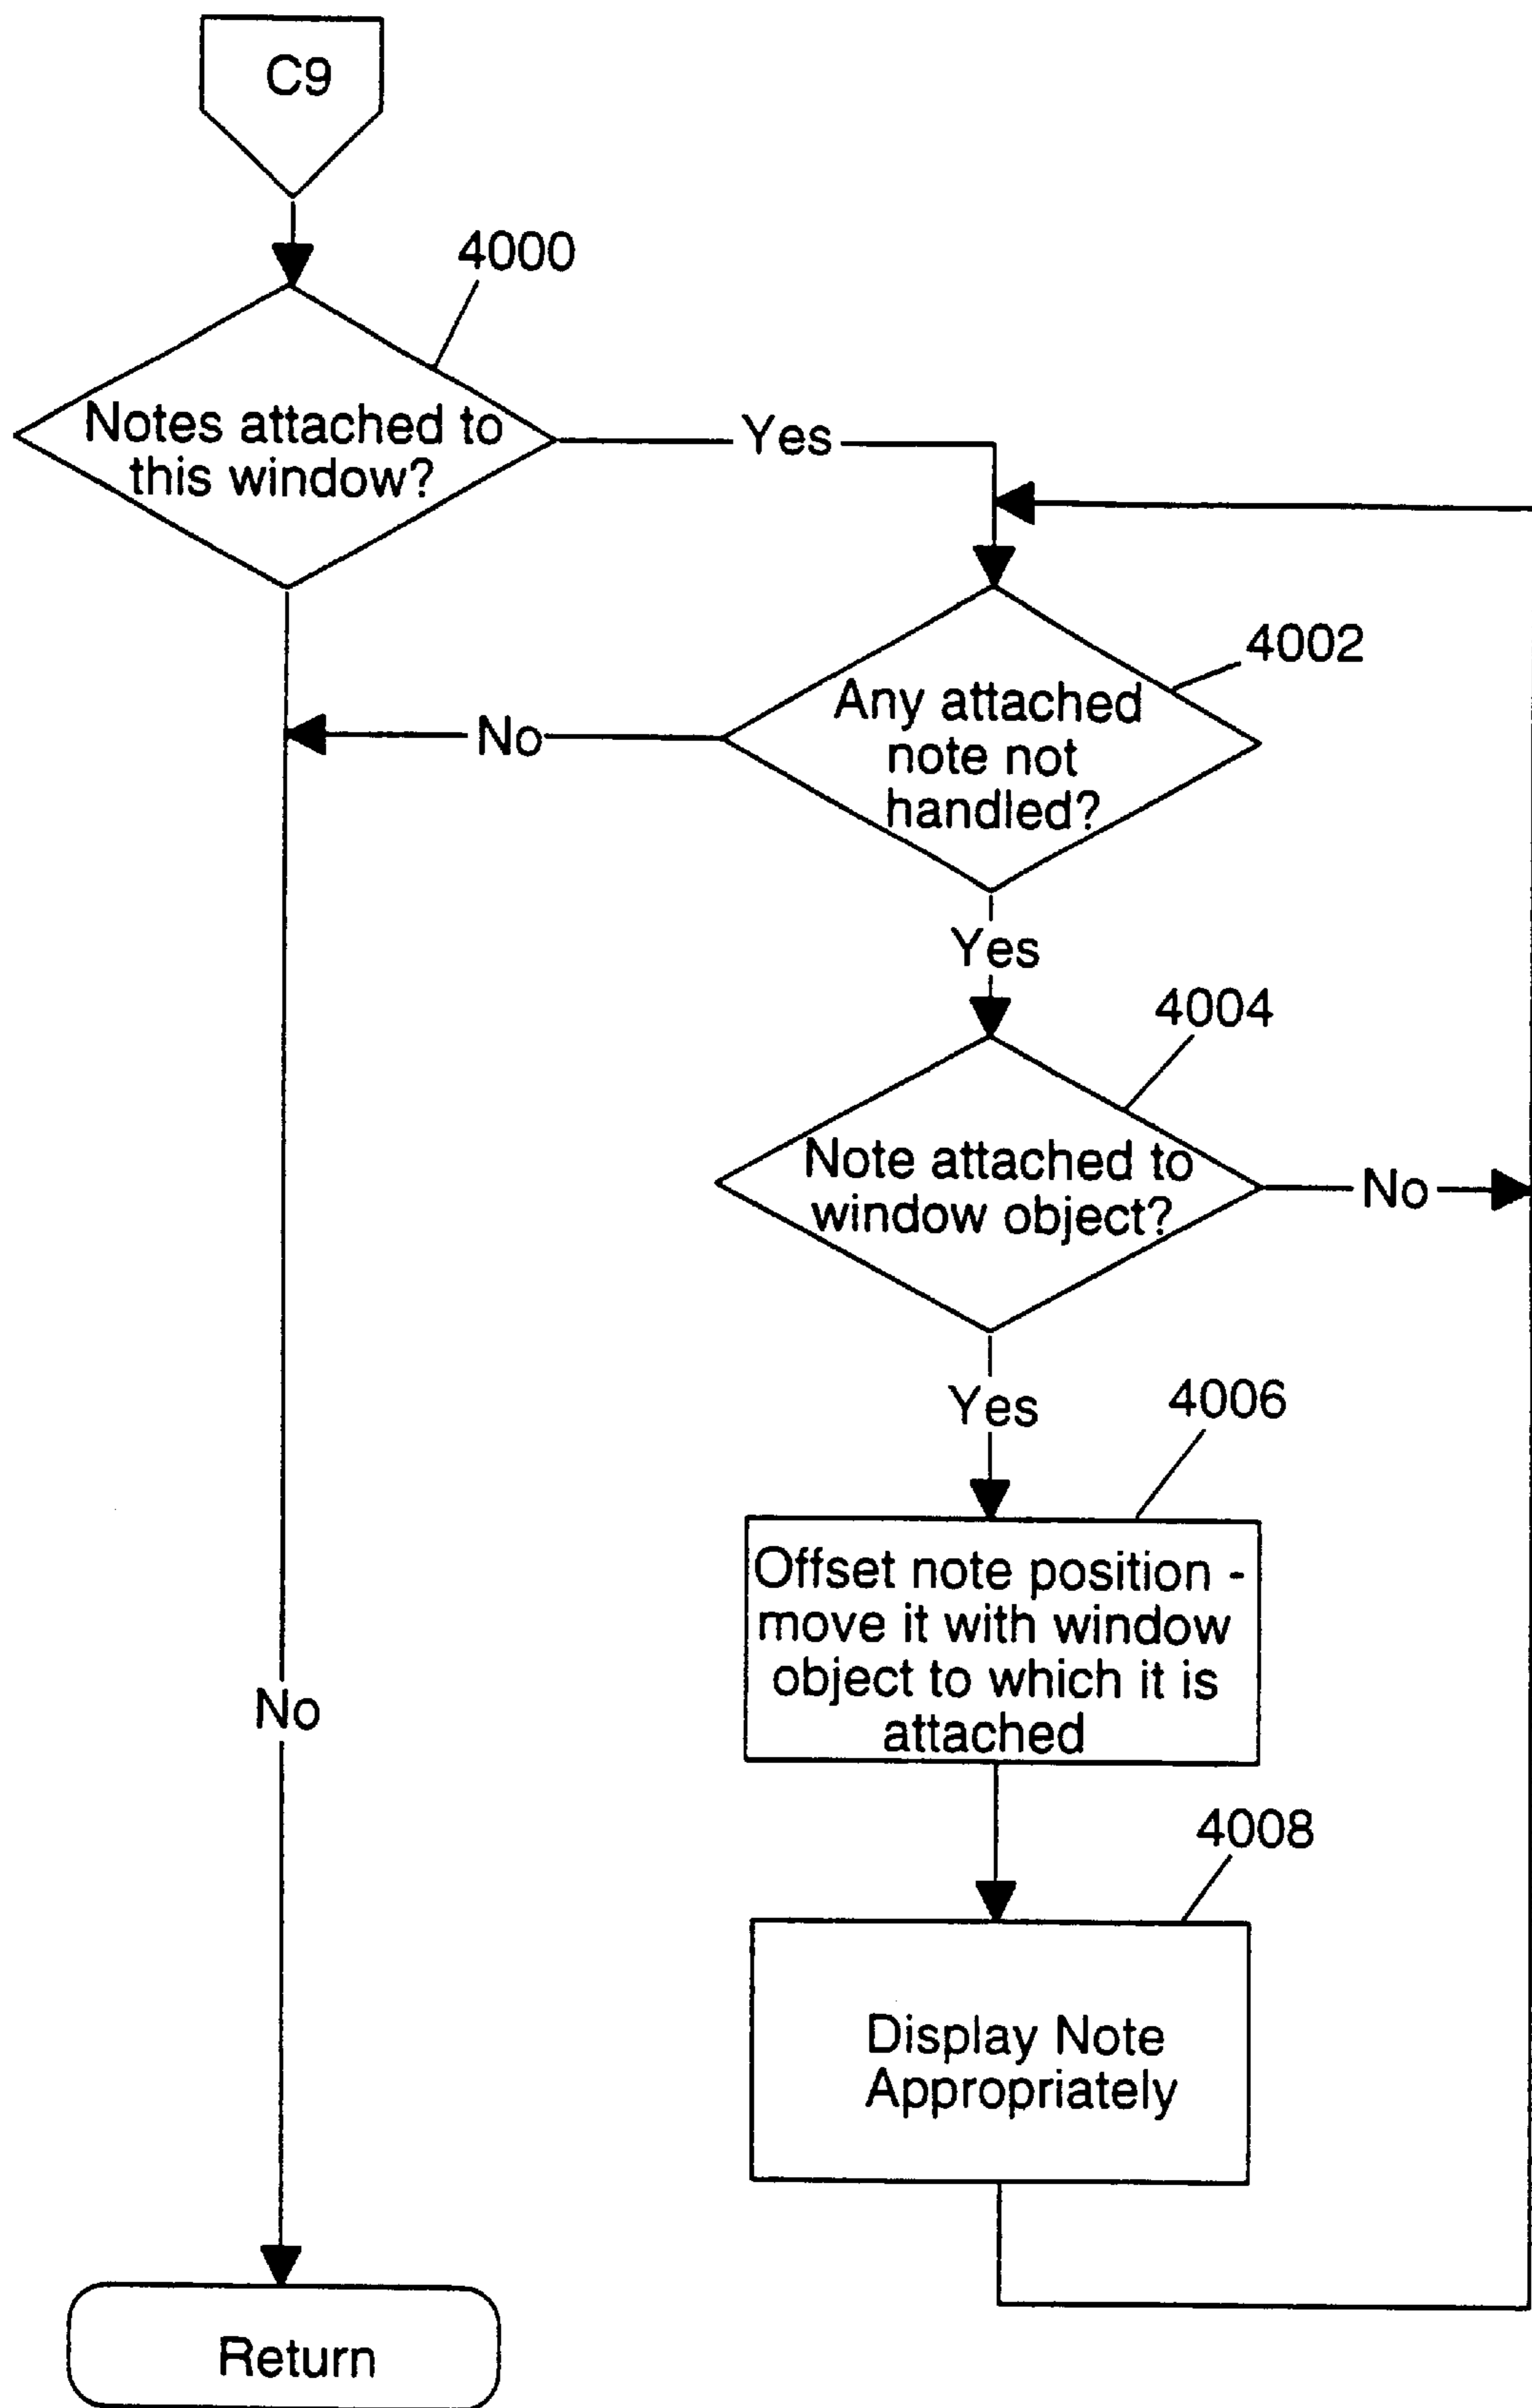 C9
4000
Notes attached to
this window?
Yes
4002
Any attached
note not
handled?
No
Yes
4004
Note attached to
window object?
No
Yes
4006
Offset note position -
move it with window
object to which it is
attached
No
4008
Display Note
Appropriately
Return